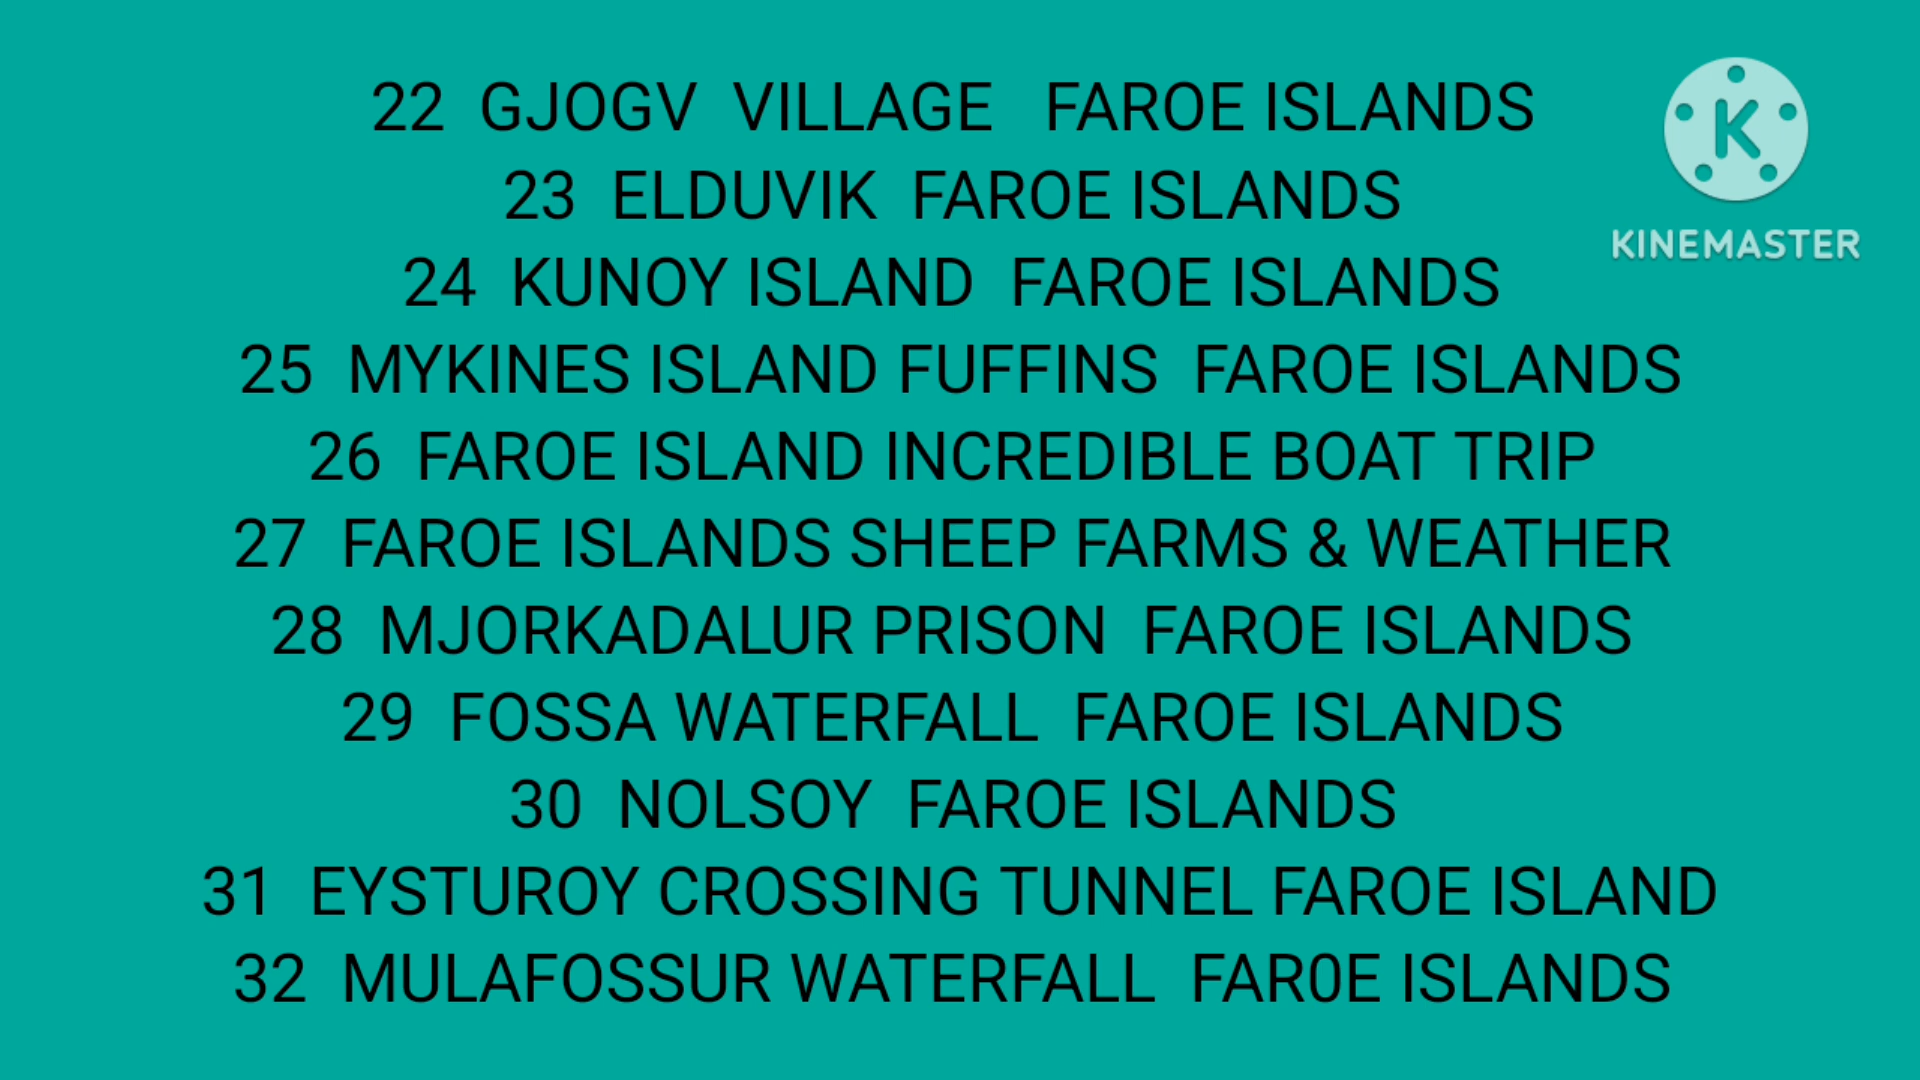 22 GJOGV VILLAGE FAROE ISLANDS
23 ELDUVIK FAROE ISLANDS
24 KUNOY ISLAND FAROE ISLANDS
25 MYKINES ISLAND FUFFINS FAROE ISLANDS
26 FAROE ISLAND INCREDIBLE BOAT TRIP
27 FAROE ISLANDS SHEEP FARMS & WEATHER
28 MJORKADALUR PRISON FAROE ISLANDS
29 FOSSA WATERFALL FAROE ISLANDS
30 NOLSOY FAROE ISLANDS
31 EYSTUROY CROSSING TUNNEL FAROE ISLAND
32 MULAFOSSUR WATERFALL FAR0E ISLANDS
K
KINEMASTER